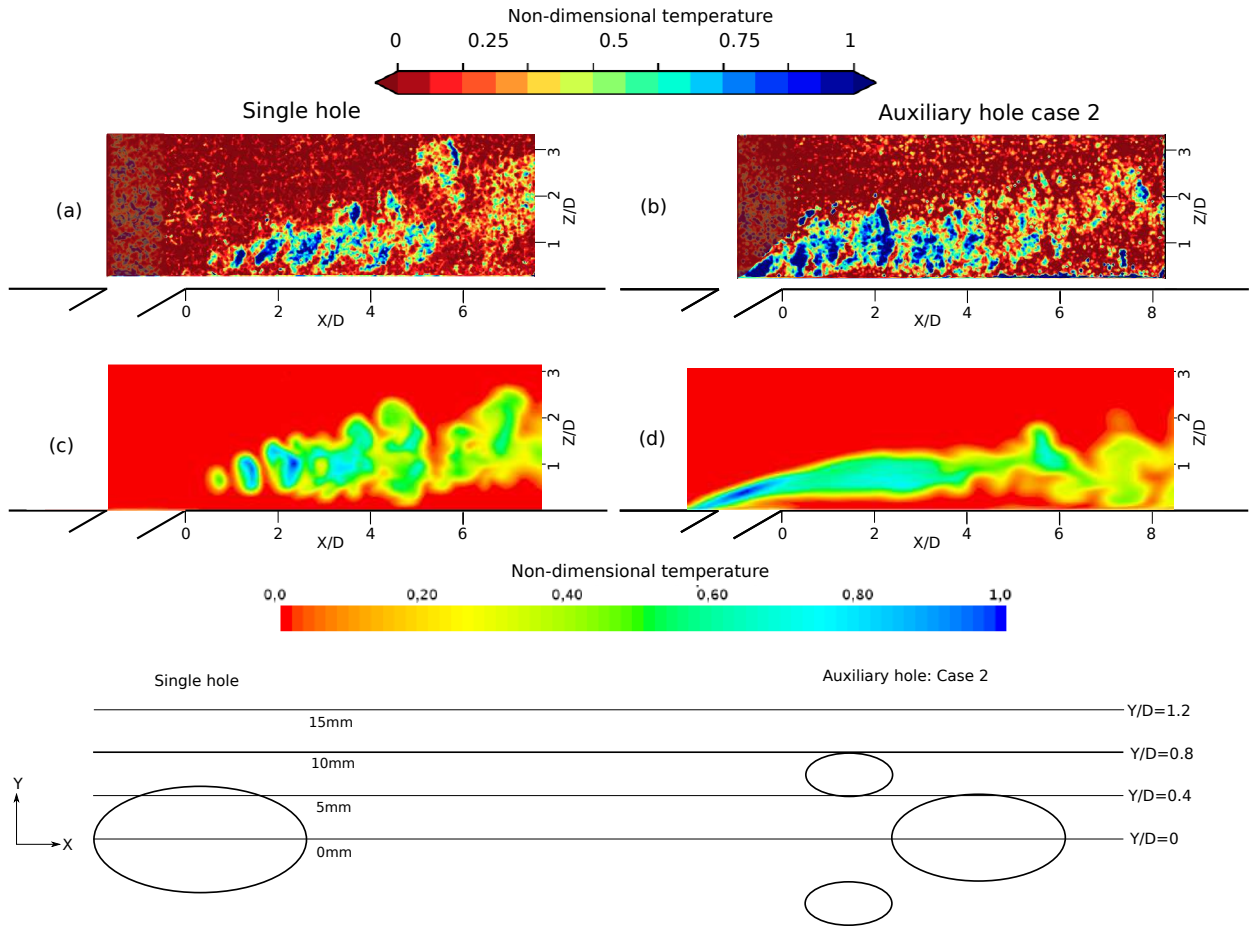 Non-dimensional temperature
0 0.25 0.5 0.75 1
Single hole
Auxiliary hole case 2
(a)
3
2
1
Z/D
0 2 4 6
X/D
(b)
3
2
1
Z/D
0 2 4 6 8
X/D
(c)
3
2
1
Z/D
0 2 4 6
X/D
(d)
3
2
1
Z/D
0 2 4 6 8
X/D
Non-dimensional temperature
0,0 0,20 0,40 0,60 0,80 1,0
Single hole
Auxiliary hole: Case 2
15mm
Y/D=1.2
10mm
Y/D=0.8
5mm
Y/D=0.4
0mm
Y/D=0
Y
X